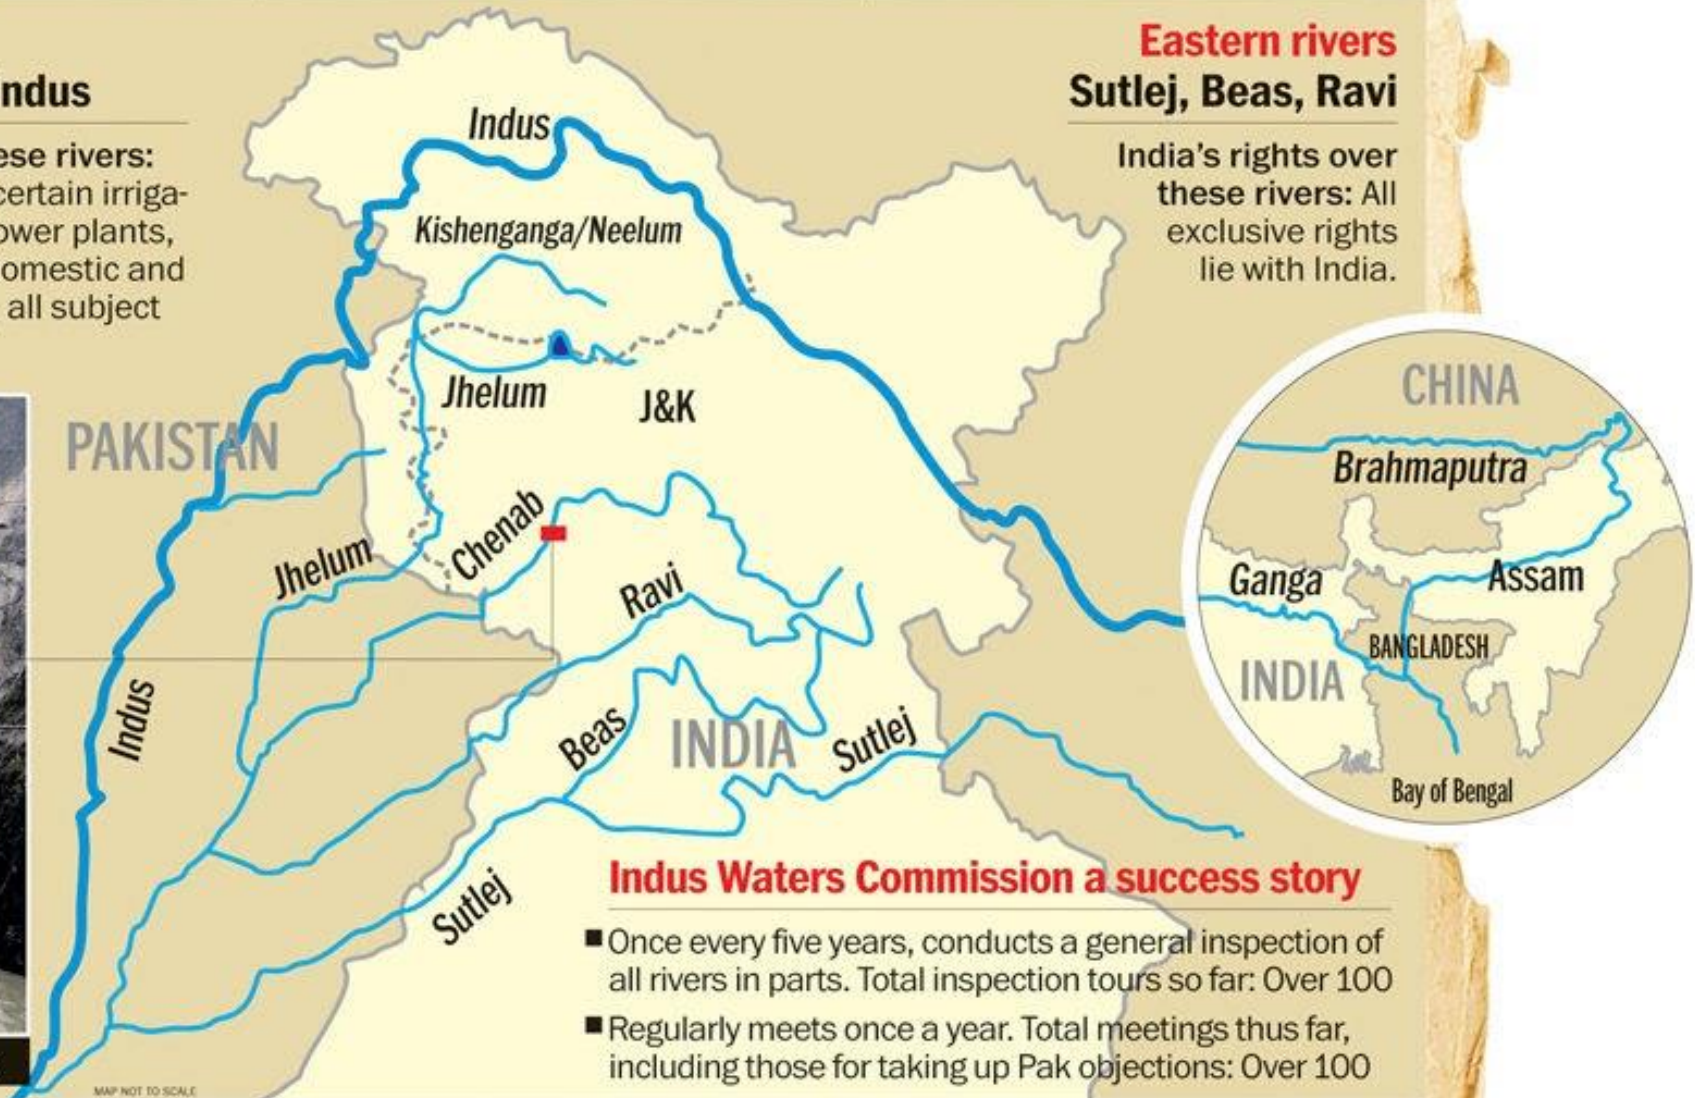 ndus
ese rivers:
certain irriga-
ower plants,
omestic and
all subject
Eastern rivers
Sutlej, Beas, Ravi
India's rights over
these rivers: All
exclusive rights
lie with India.
Indus
Kishenganga/Neelum
Jhelum
J&K
PAKISTAN
Chenab
Jhelum
Ravi
Indus
Beas
INDIA
Sutlej
Sutlej
CHINA
Brahmaputra
Ganga
Assam
BANGLADESH
INDIA
Bay of Bengal
Indus Waters Commission a success story
■ Once every five years, conducts a general inspection of
all rivers in parts. Total inspection tours so far: Over 100
■ Regularly meets once a year. Total meetings thus far,
including those for taking up Pak objections: Over 100
MAP NOT TO SCALE